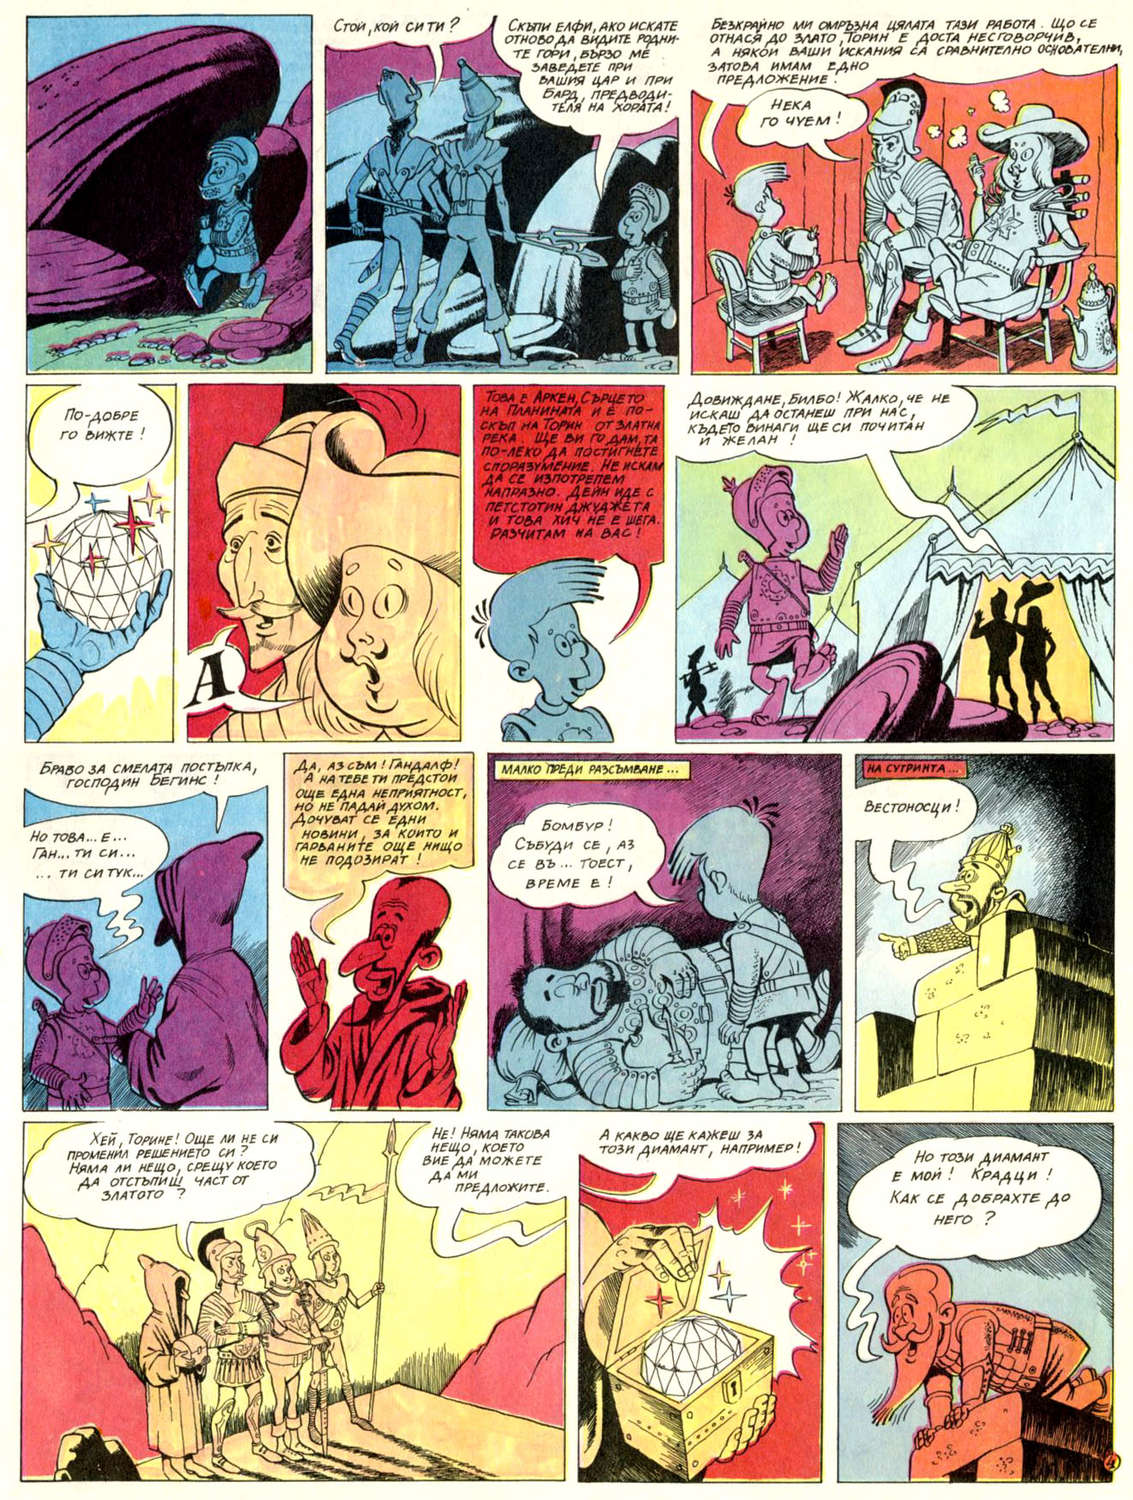 Стой, кой си ти?
Скъпи елфи, ако искате
отново да видите родни-
те гори, бързо ме
заведете при
вашия цар и при
Бард, предводи-
теля на хората!
Безкрайно ми омръзна цялата тази работа. Що се
отнася до злато, Торин е доста несговорчив,
а някои ваши искания са сравнително основателни,
затова имам едно
предложение!
Нека
го чуем!
По-добре
го вижте!
А
Това е Аркен, Сърцето
на Планината и е по-
скъп на Торин от златна
река. Ще ви го дам, та
по-леко да постигнете
споразумение. Не искам
да се изпотрепем
напразно. Дейн иде с
петстотин джуджета
и това хич не е шега.
Разчитам на вас!
Довиждане, Билбо! Жалко, че не
искаш да останеш при нас,
където винаги ще си почитан
и желан!
Браво за смелата постъпка,
господин Бегинс!
Но това... е...
Ган... ти си...
... ти си тук...
Да, аз съм! Гандалф!
А на тебе ти предстои
още една неприятност,
но не падай духом.
Дочуват се едни
новини, за които и
гарваните още нищо
не подозират!
Малко преди разсъмване...
Бомбур!
Събуди се, аз
се въ... тоест,
време е!
На сутринта...
Вестоносци!
Хей, Торине! Още ли не си
променил решението си?
Няма ли нещо, срещу което
да отстъпиш част от
златото?
Не! Няма такова
нещо, което
вие да можете
да ми
предложите.
А какво ще кажеш за
този диамант, например!
Но този диамант
е мой! Крадци!
Как се добрахте до
него?
4